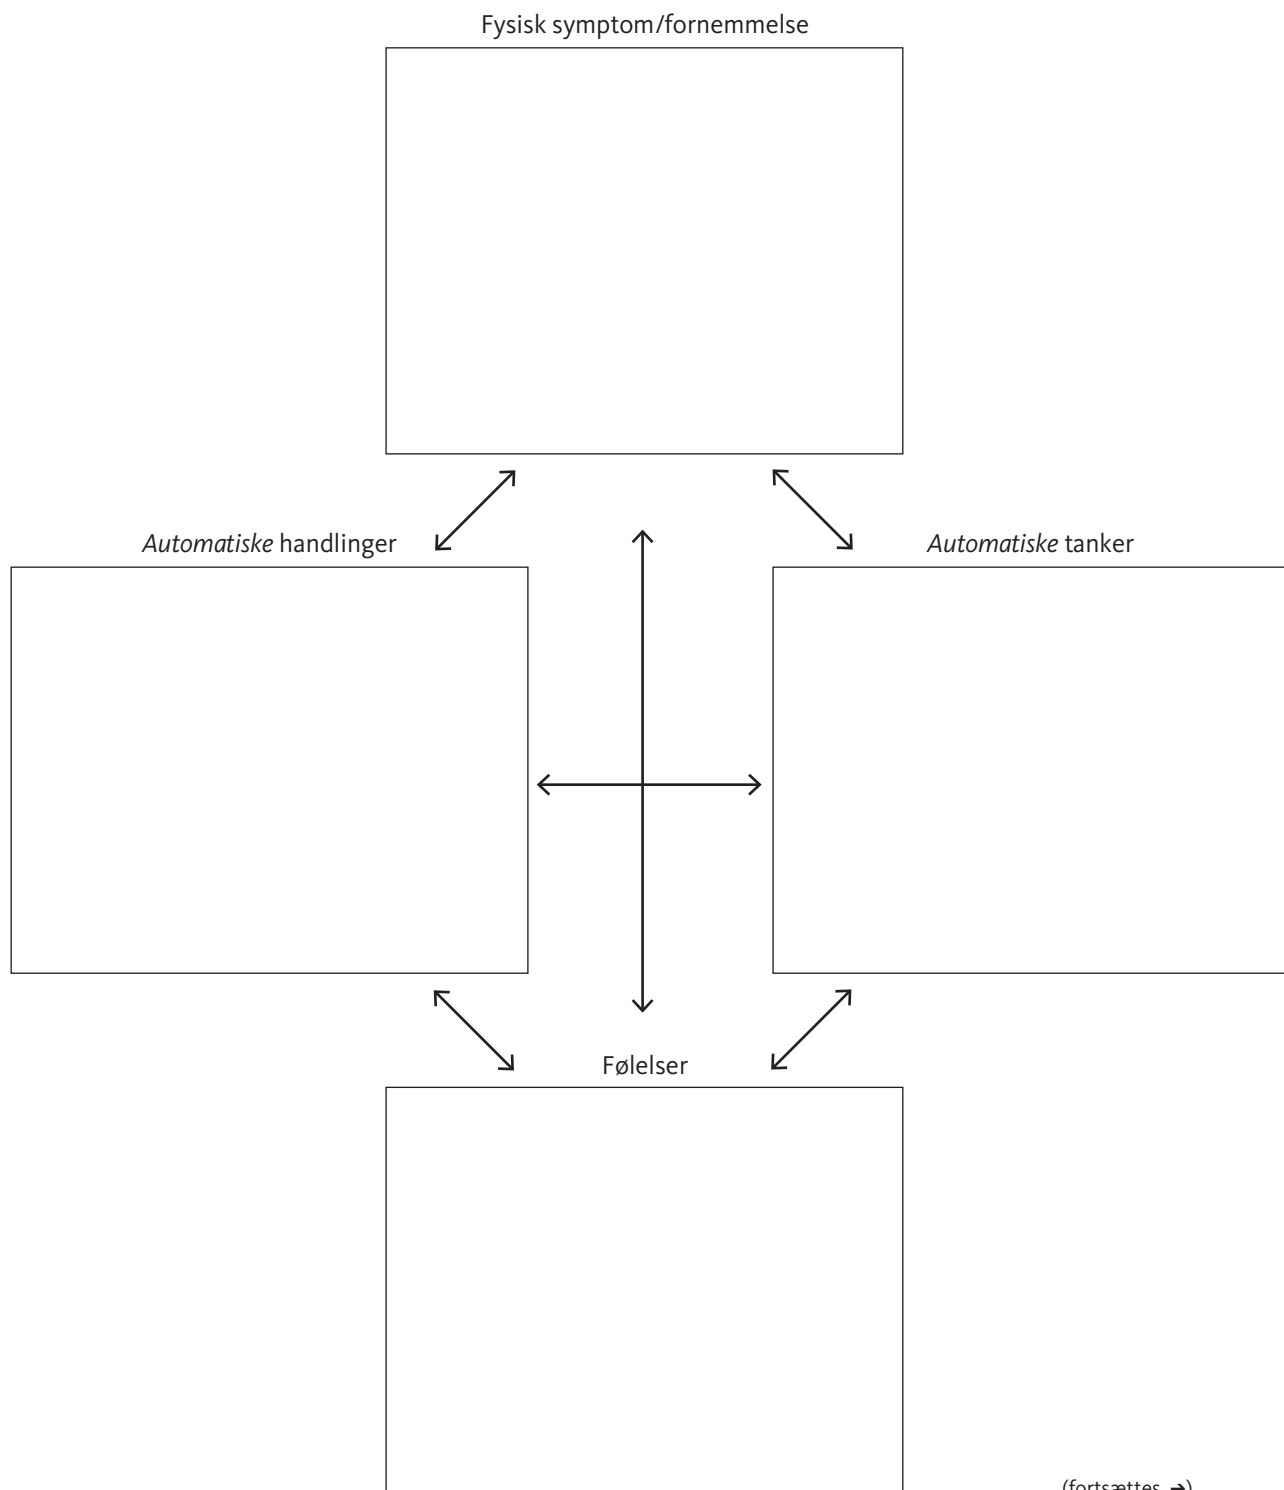 Fysisk symptom/fornemmelse
Automatiske handlinger
Automatiske tanker
Følelser
(fortsættes ➔)